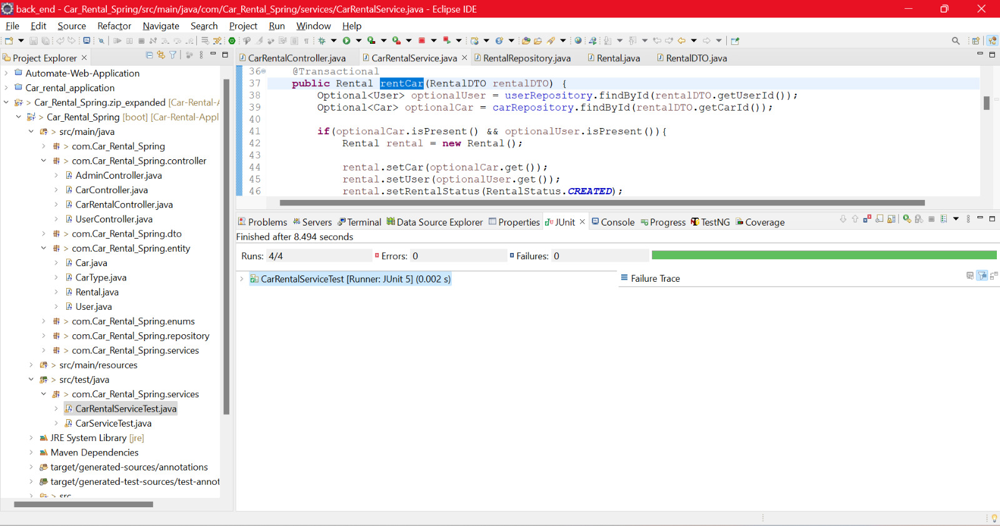 back_end - Car_Rental_Spring/src/main/java/com/Car_Rental_Spring/services/CarRentalService.java - Eclipse IDE
File Edit Source Refactor Navigate Search Project Run Window Help
Project Explorer
Automate-Web-Application
Car_rental_application
> Car_Rental_Spring.zip_expanded [Car-Rental-
> Car_Rental_Spring [boot] [Car-Rental-Appl
> src/main/java
> com.Car_Rental_Spring
> com.Car_Rental_Spring.controller
AdminController.java
CarController.java
CarRentalController.java
UserController.java
> com.Car_Rental_Spring.dto
> com.Car_Rental_Spring.entity
Car.java
CarType.java
Rental.java
User.java
> com.Car_Rental_Spring.enums
> com.Car_Rental_Spring.repository
> com.Car_Rental_Spring.services
> src/main/resources
> src/test/java
> com.Car_Rental_Spring.services
CarRentalServiceTest.java
CarServiceTest.java
JRE System Library [jre]
Maven Dependencies
target/generated-sources/annotations
target/generated-test-sources/test-annot
> src
CarRentalController.java CarRentalService.java RentalRepository.java Rental.java RentalDTO.java
36 @Transactional
37 public Rental rentCar(RentalDTO rentalDTO) {
38 Optional<User> optionalUser = userRepository.findById(rentalDTO.getUserId());
39 Optional<Car> optionalCar = carRepository.findById(rentalDTO.getCarId());
40
41 if(optionalCar.isPresent() && optionalUser.isPresent()){
42 Rental rental = new Rental();
43
44 rental.setCar(optionalCar.get());
45 rental.setUser(optionalUser.get());
46 rental.setRentalStatus(RentalStatus.CREATED);
Problems Servers Terminal Data Source Explorer Properties JUnit Console Progress TestNG Coverage
Finished after 8.494 seconds
Runs: 4/4 Errors: 0 Failures: 0
CarRentalServiceTest [Runner: JUnit 5] (0.002 s)
Failure Trace